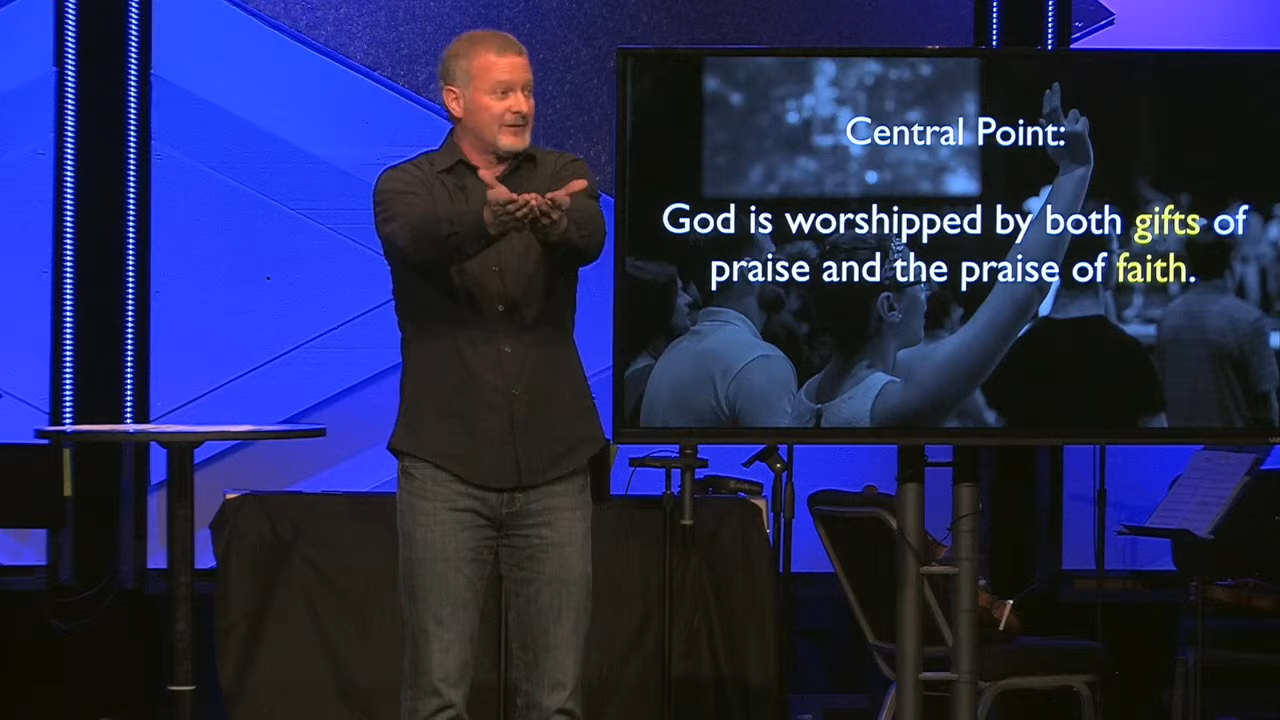 Central Point:
God is worshipped by both gifts of
praise and the praise of faith.